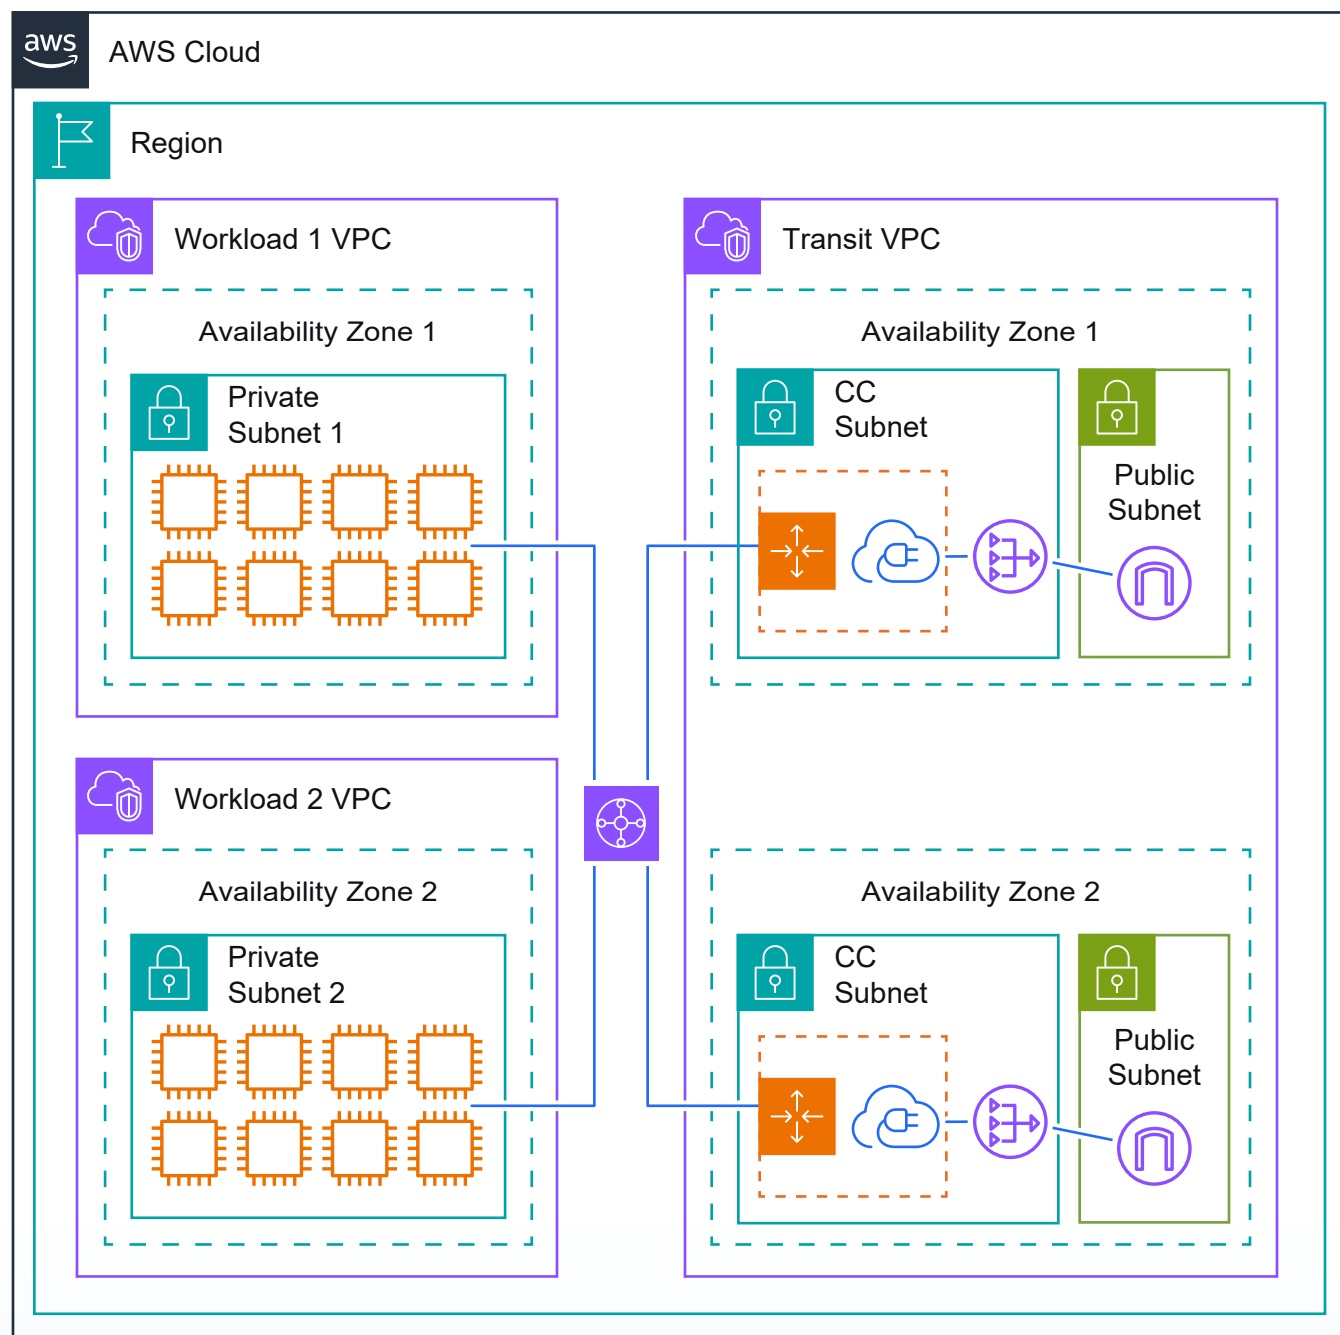 aws
AWS Cloud
Region
Workload 1 VPC
Availability Zone 1
Private
Subnet 1
Transit VPC
Availability Zone 1
CC
Subnet
Public
Subnet
Workload 2 VPC
Availability Zone 2
Private
Subnet 2
Availability Zone 2
CC
Subnet
Public
Subnet